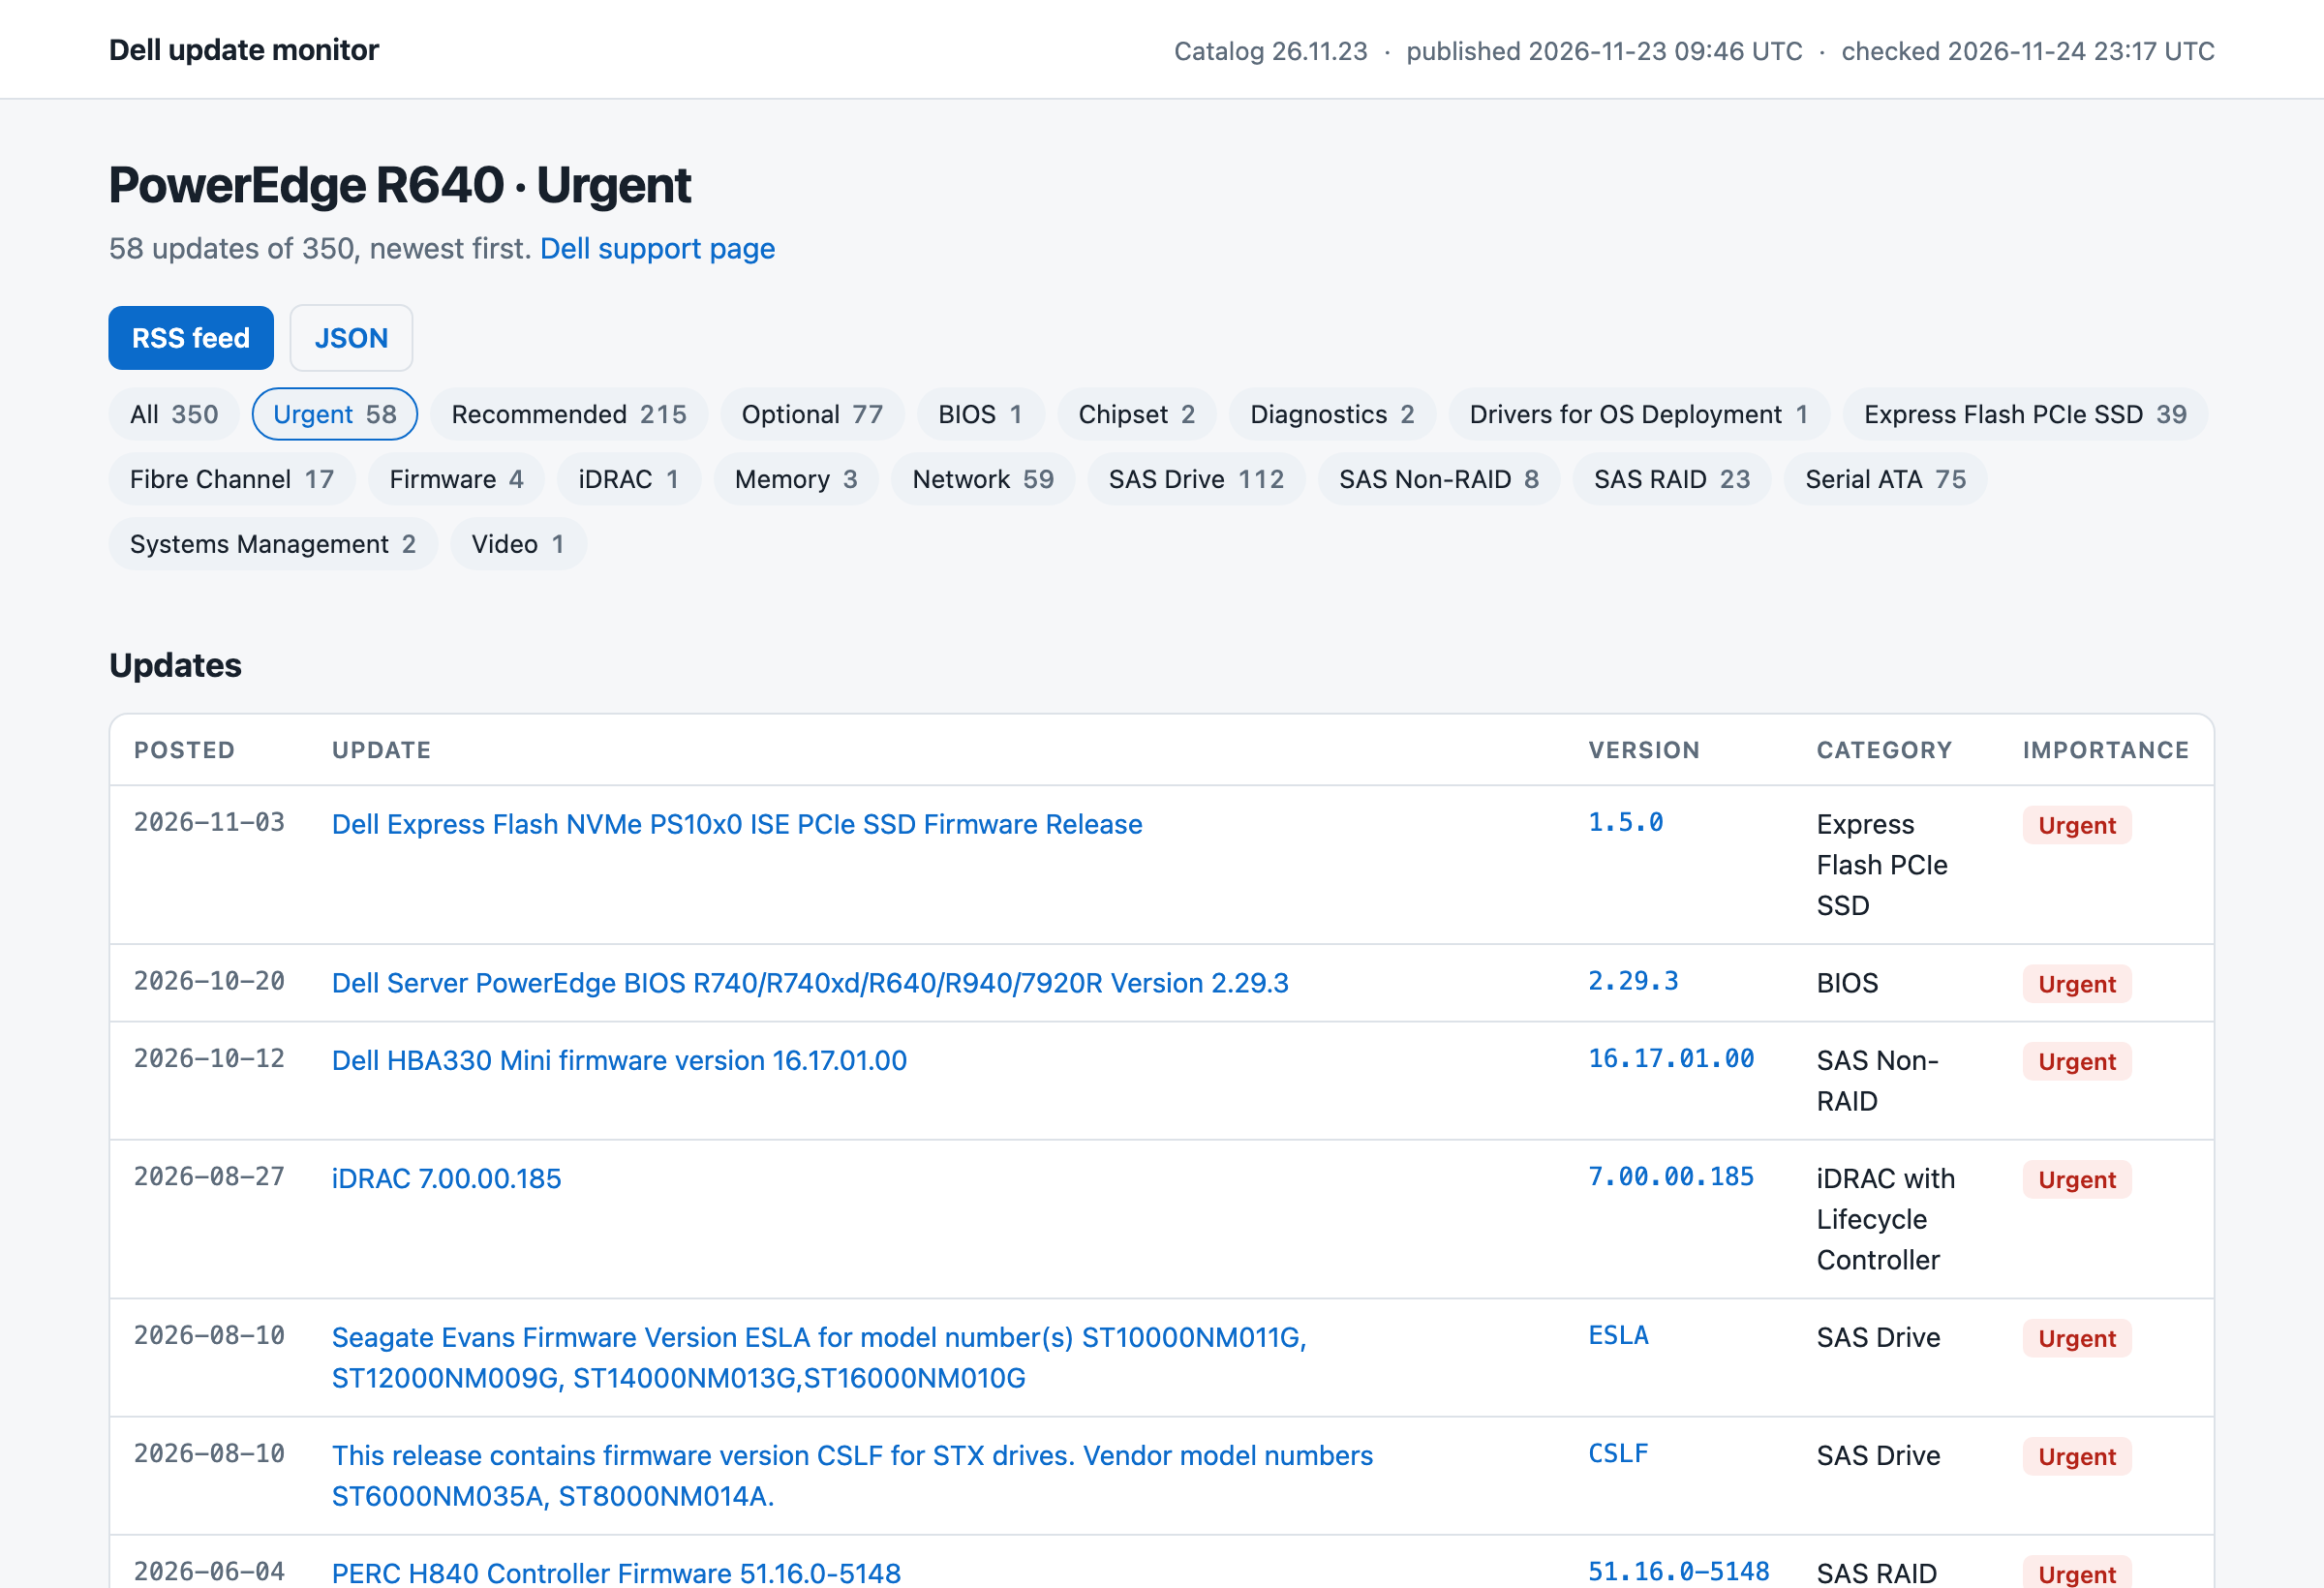 Dell update monitor
Catalog 26.11.23 · published 2026-11-23 09:46 UTC · checked 2026-11-24 23:17 UTC
PowerEdge R640 · Urgent
58 updates of 350, newest first. Dell support page
RSS feed JSON
All 350 Urgent 58 Recommended 215 Optional 77 BIOS 1 Chipset 2 Diagnostics 2 Drivers for OS Deployment 1 Express Flash PCIe SSD 39
Fibre Channel 17 Firmware 4 iDRAC 1 Memory 3 Network 59 SAS Drive 112 SAS Non-RAID 8 SAS RAID 23 Serial ATA 75
Systems Management 2 Video 1
Updates
POSTED UPDATE VERSION CATEGORY IMPORTANCE
2026-11-03 Dell Express Flash NVMe PS10x0 ISE PCIe SSD Firmware Release 1.5.0 Express Urgent
Flash PCIe
SSD
2026-10-20 Dell Server PowerEdge BIOS R740/R740xd/R640/R940/7920R Version 2.29.3 2.29.3 BIOS Urgent
2026-10-12 Dell HBA330 Mini firmware version 16.17.01.00 16.17.01.00 SAS Non- Urgent
RAID
2026-08-27 iDRAC 7.00.00.185 7.00.00.185 iDRAC with Urgent
Lifecycle
Controller
2026-08-10 Seagate Evans Firmware Version ESLA for model number(s) ST10000NM011G, ESLA SAS Drive Urgent
ST12000NM009G, ST14000NM013G,ST16000NM010G
2026-08-10 This release contains firmware version CSLF for STX drives. Vendor model numbers CSLF SAS Drive Urgent
ST6000NM035A, ST8000NM014A.
2026-06-04 PERC H840 Controller Firmware 51.16.0-5148 51.16.0-5148 SAS RAID Urgent